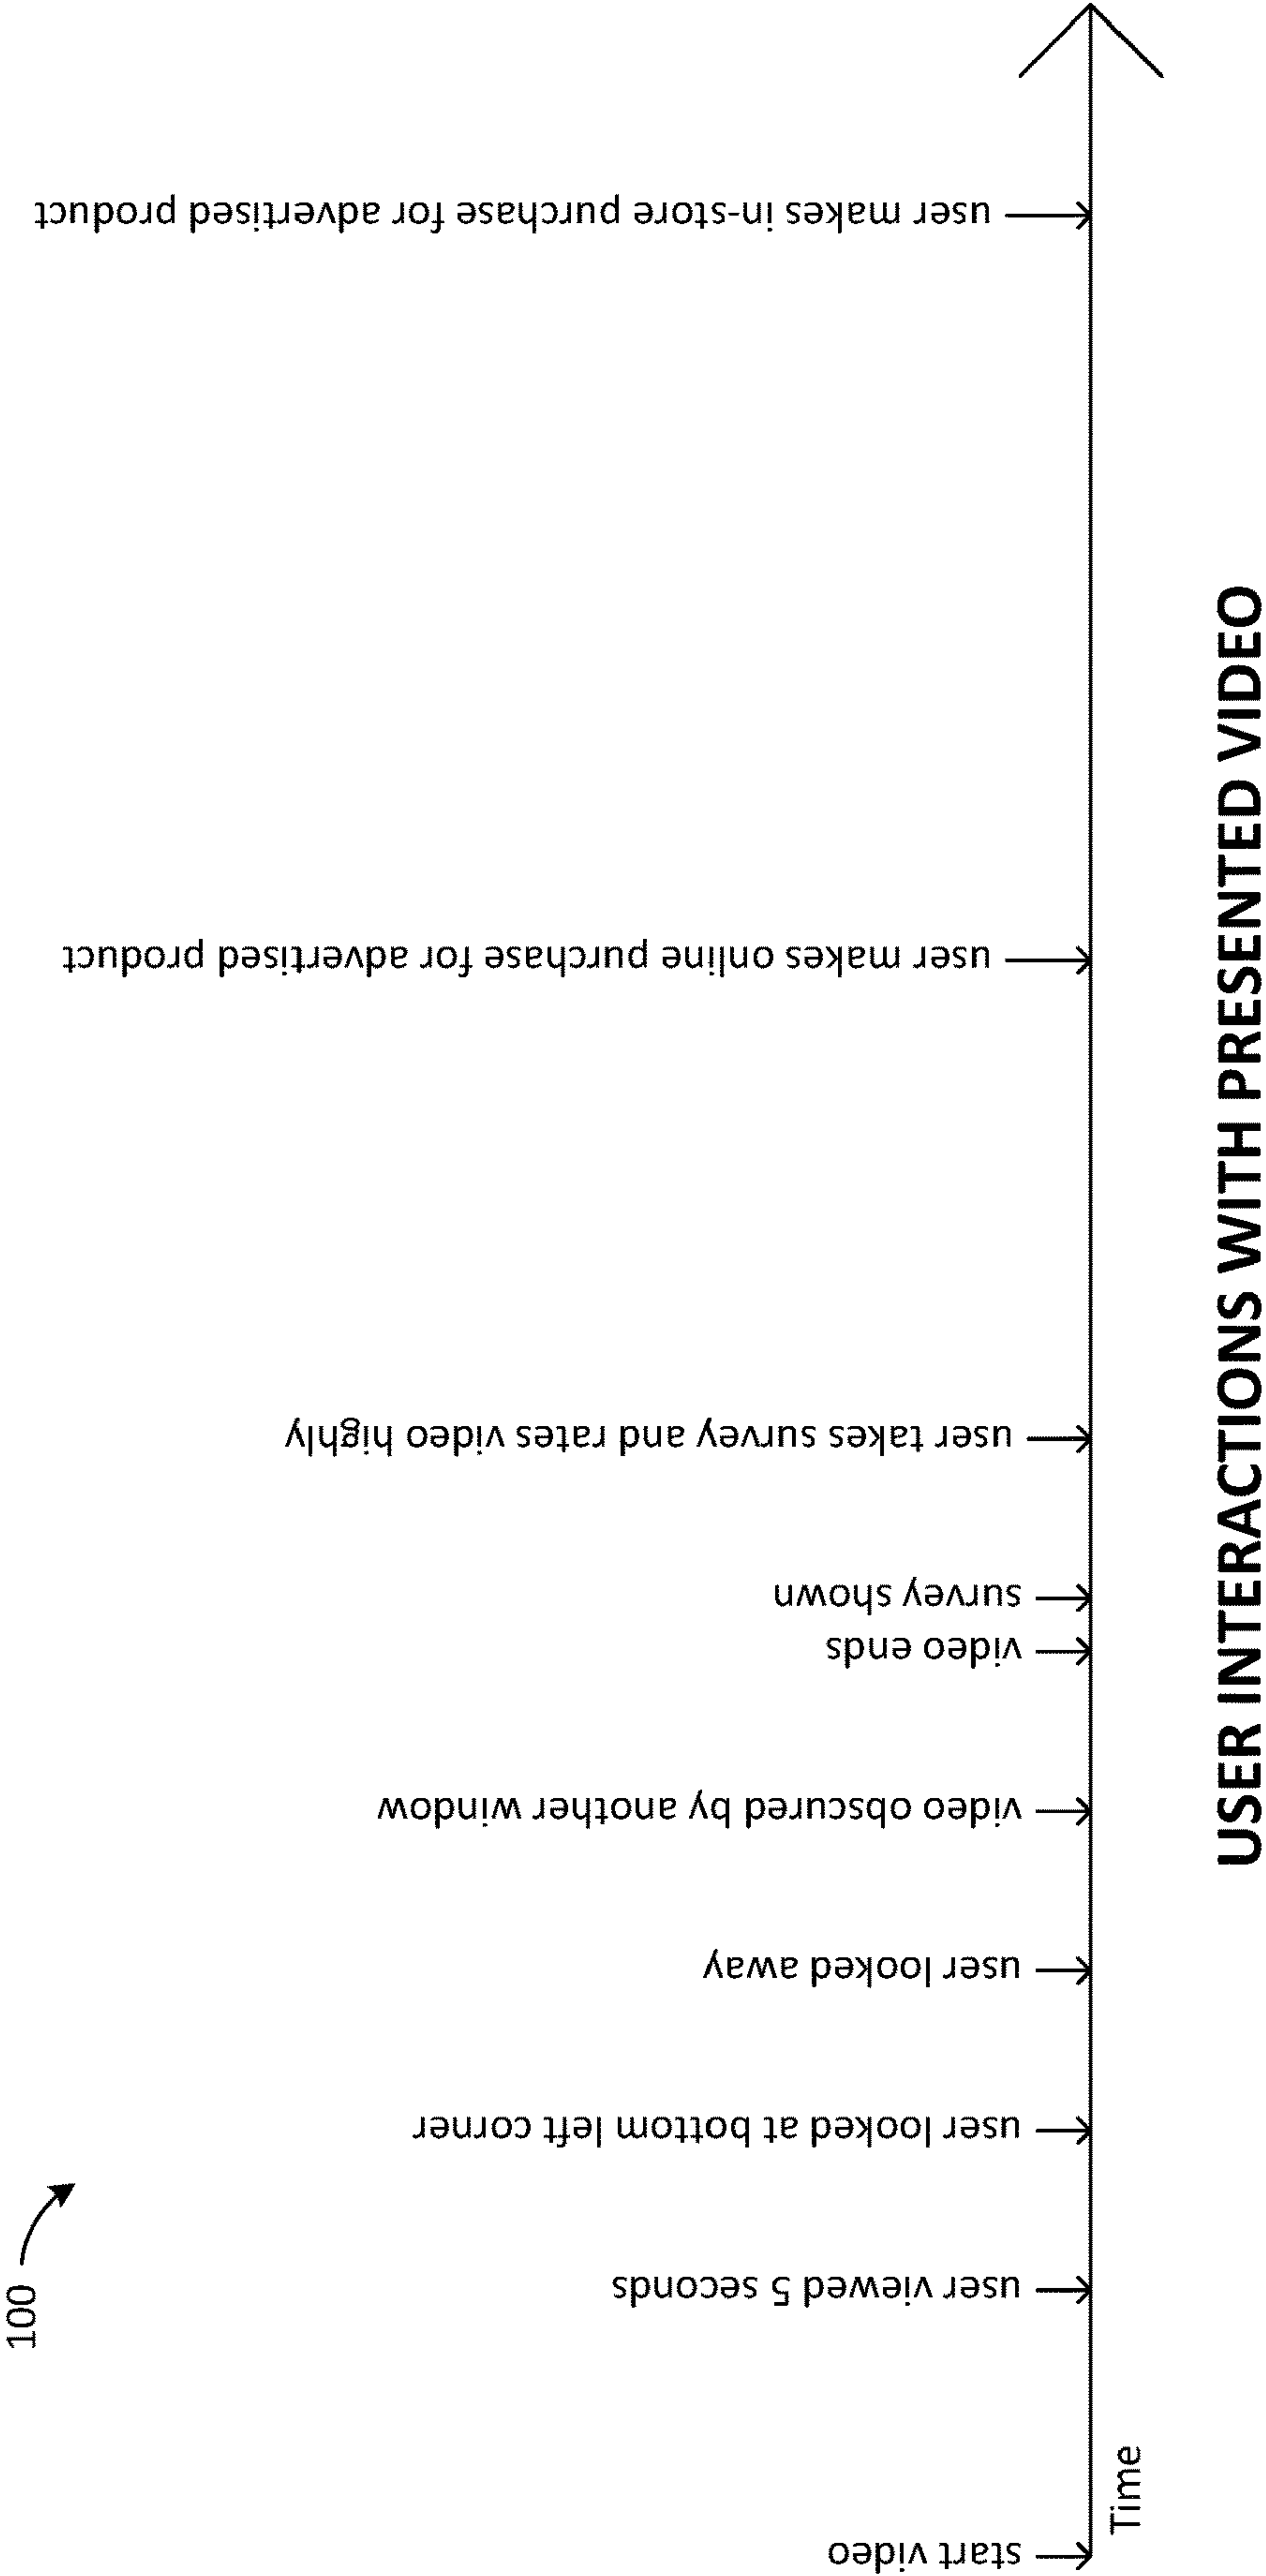 100
start video
user viewed 5 seconds
user looked at bottom left corner
user looked away
video obscured by another window
video ends
survey shown
user takes survey and rates video highly
user makes online purchase for advertised product
user makes in-store purchase for advertised product
Time
USER INTERACTIONS WITH PRESENTED VIDEO